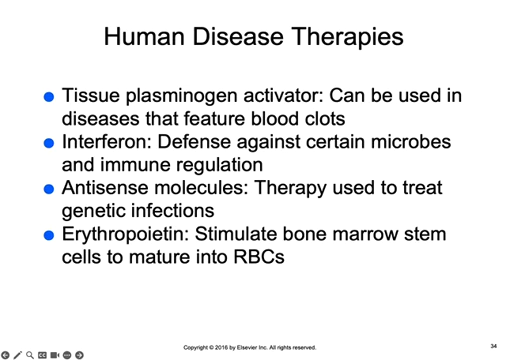 Human Disease Therapies
Tissue plasminogen activator: Can be used in
diseases that feature blood clots
Interferon: Defense against certain microbes
and immune regulation
Antisense molecules: Therapy used to treat
genetic infections
Erythropoietin: Stimulate bone marrow stem
cells to mature into RBCs
Copyright © 2016 by Elsevier Inc. All rights reserved.
34